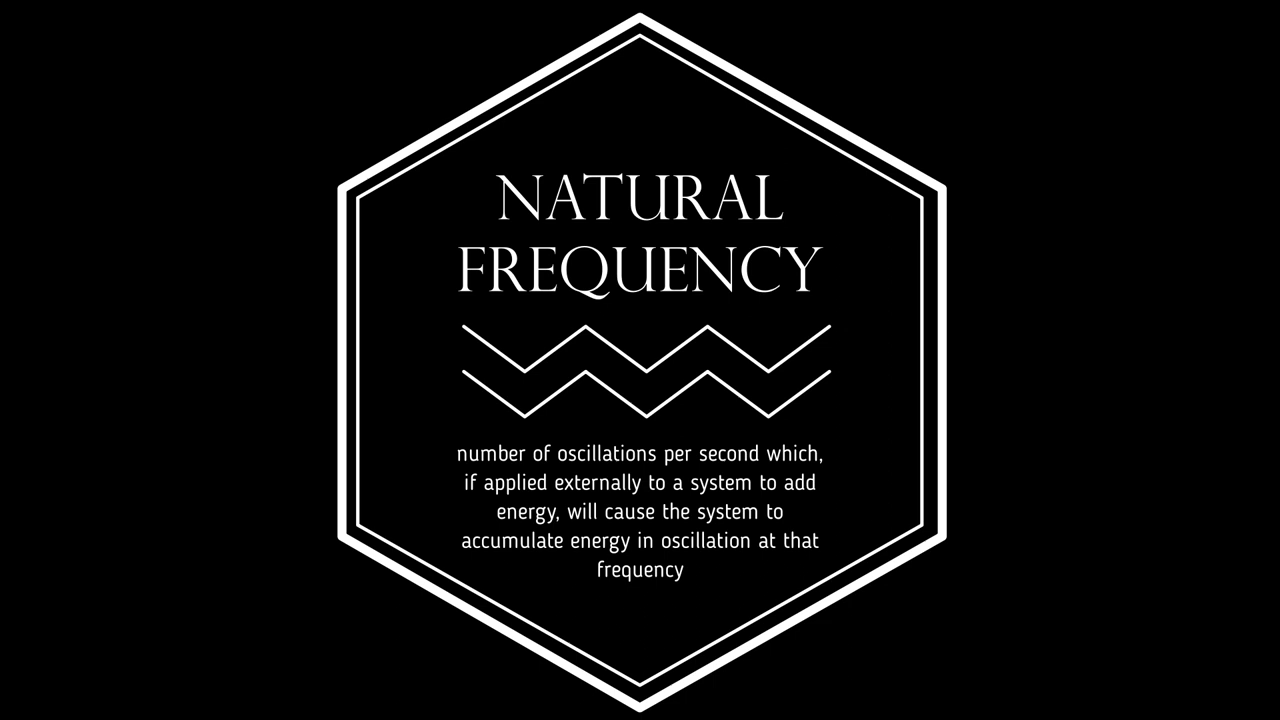 NATURAL
FREQUENCY
number of oscillations per second which,
if applied externally to a system to add
energy, will cause the system to
accumulate energy in oscillation at that
frequency